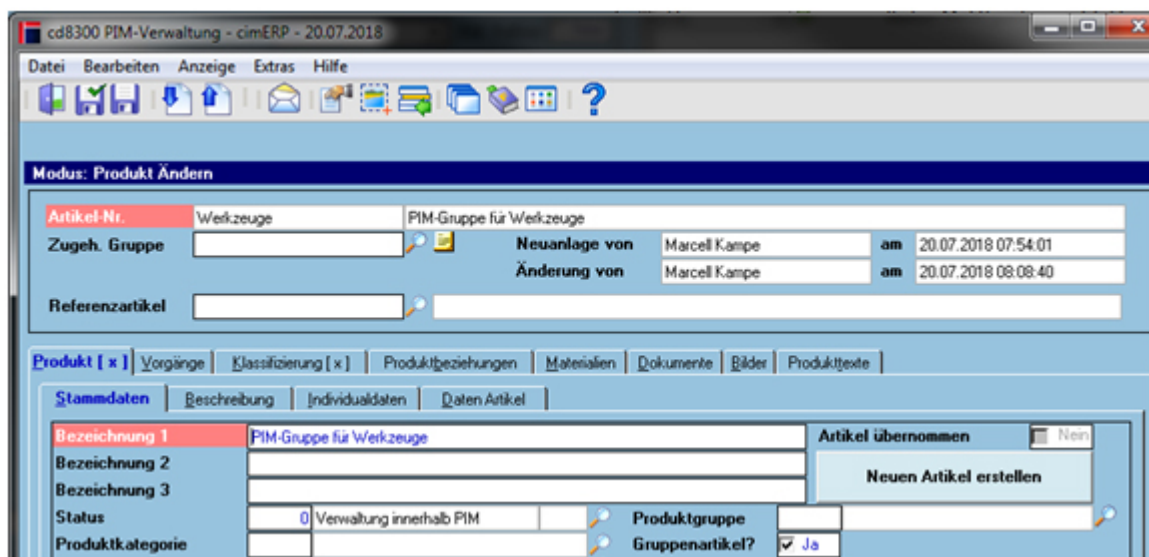 cd8300 PIM-Verwaltung - cimERP - 20.07.2018
Datei Bearbeiten Anzeige Extras Hilfe
Modus: Produkt Ändern
Artikel-Nr. Werkzeuge PIM-Gruppe für Werkzeuge
Zugeh. Gruppe Neuanlage von Marcell Kampe am 20.07.2018 07:54:01
Änderung von Marcell Kampe am 20.07.2018 08:08:40
Referenzartikel
Produkt [ x ] Vorgänge Klassifizierung [ x ] Produktbeziehungen Materialien Dokumente Bilder Produkttexte
Stammdaten Beschreibung Individualdaten Daten Artikel
Bezeichnung 1 PIM-Gruppe für Werkzeuge Artikel übernommen Nein
Bezeichnung 2
Neuen Artikel erstellen
Bezeichnung 3
Status 0 Verwaltung innerhalb PIM Produktgruppe
Produktkategorie Gruppenartikel? Ja